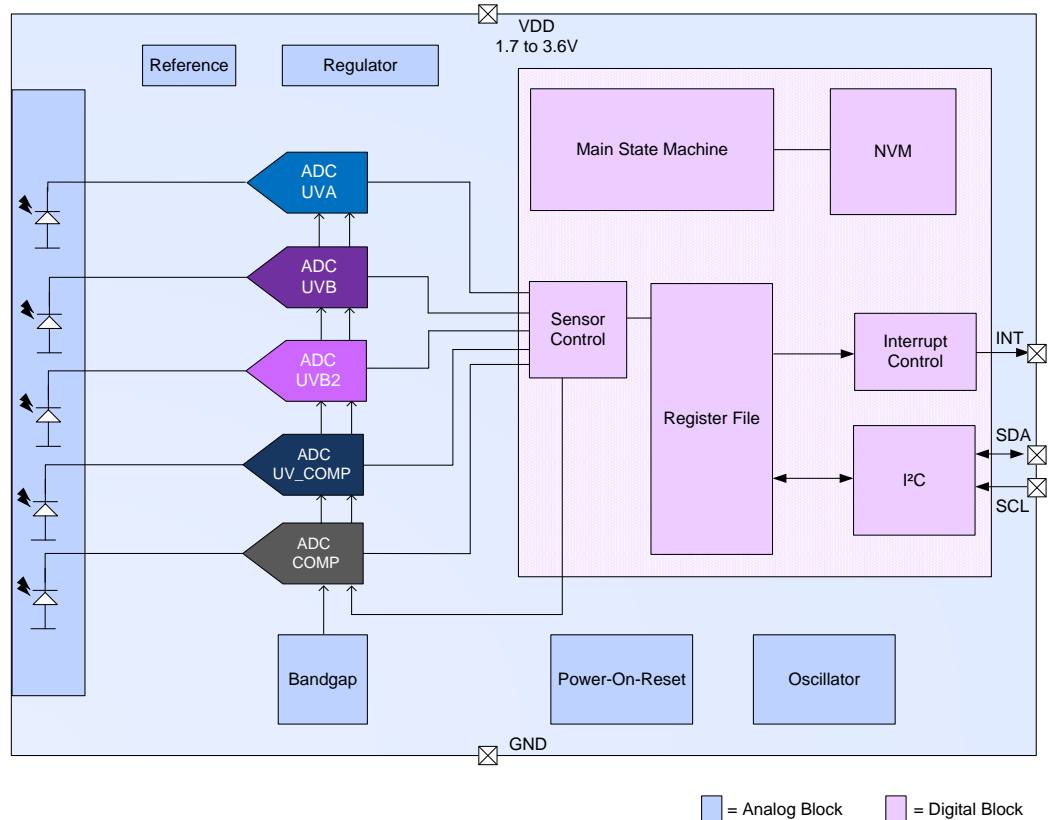 VDD
1.7 to 3.6V
Reference
Regulator
Main State Machine
NVM
ADC
UVA
ADC
UVB
ADC
UVB2
ADC
UV_COMP
ADC
COMP
Sensor
Control
Register File
Interrupt
Control
INT
I²C
SDA
SCL
Bandgap
Power-On-Reset
Oscillator
GND
= Analog Block
= Digital Block